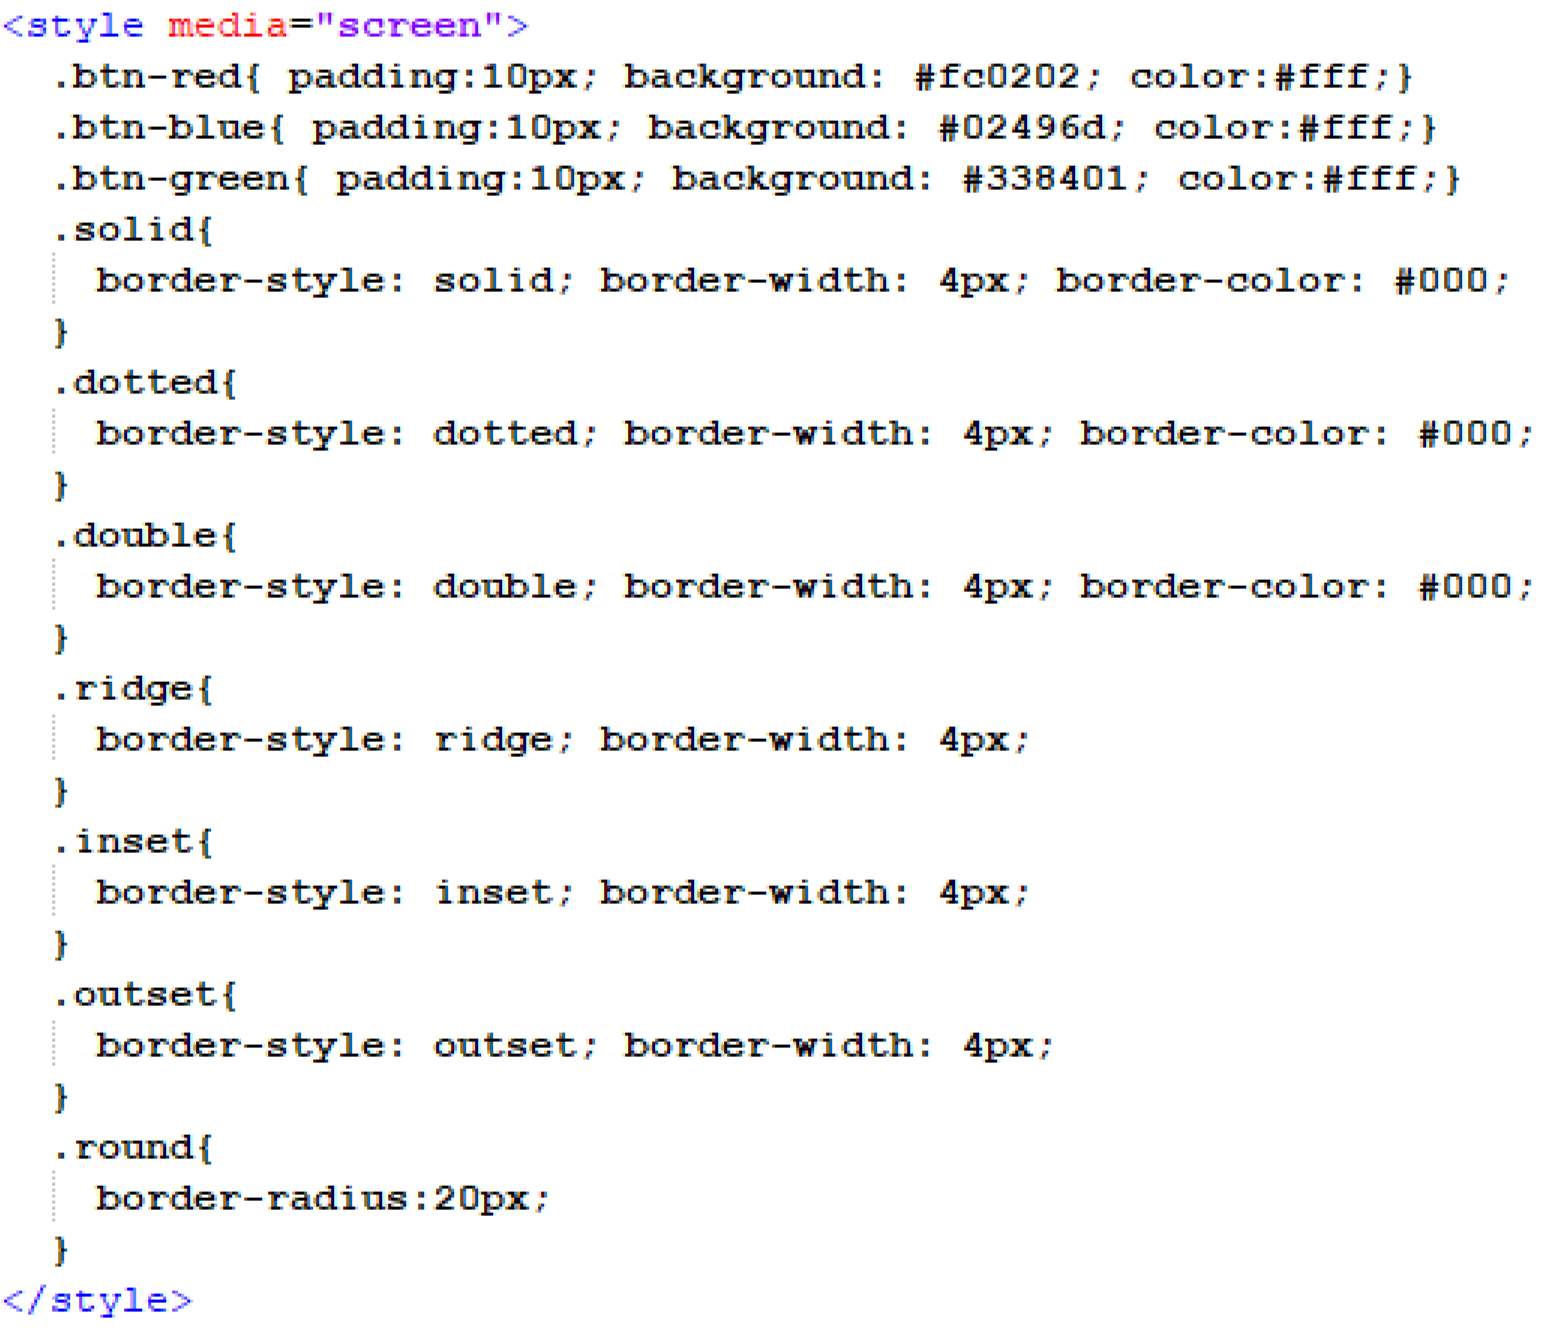 <style media="screen">
.btn-red{ padding:10px; background: #fc0202; color:#fff;}
.btn-blue{ padding:10px; background: #02496d; color:#fff;}
.btn-green{ padding:10px; background: #338401; color:#fff;}
.solid{
border-style: solid; border-width: 4px; border-color: #000;
}
.dotted{
border-style: dotted; border-width: 4px; border-color: #000;
}
.double{
border-style: double; border-width: 4px; border-color: #000;
}
.ridge{
border-style: ridge; border-width: 4px;
}
.inset{
border-style: inset; border-width: 4px;
}
.outset{
border-style: outset; border-width: 4px;
}
.round{
border-radius:20px;
}
</style>